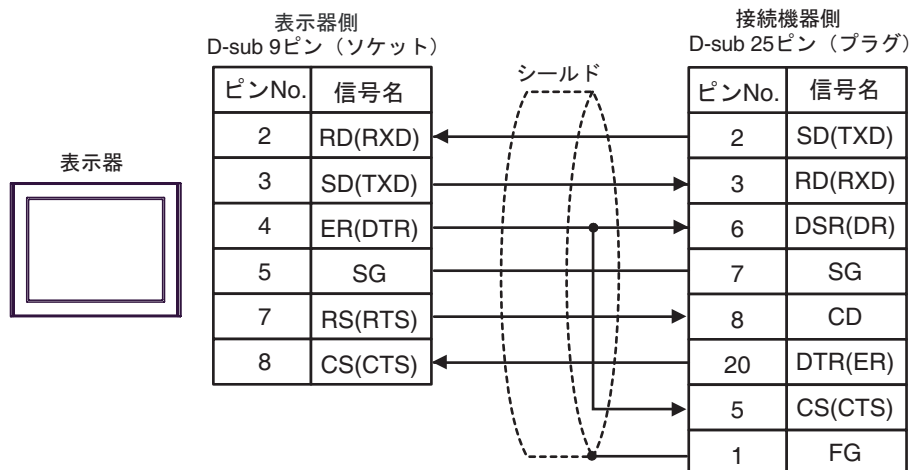 表示器側
D-sub 9ピン（ソケット）
接続機器側
D-sub 25ピン（プラグ）
表示器
シールド
ピンNo. 信号名
2 RD(RXD)
3 SD(TXD)
4 ER(DTR)
5 SG
7 RS(RTS)
8 CS(CTS)
ピンNo. 信号名
2 SD(TXD)
3 RD(RXD)
6 DSR(DR)
7 SG
8 CD
20 DTR(ER)
5 CS(CTS)
1 FG